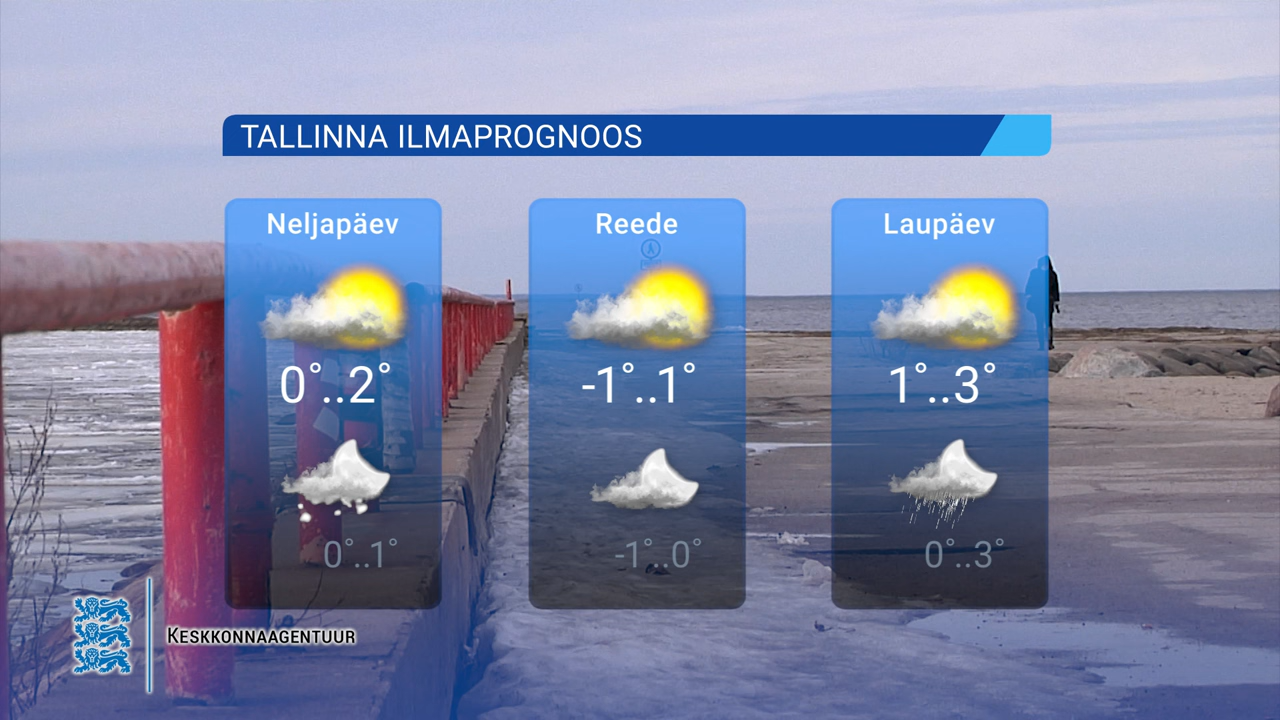 TALLINNA ILMAPROGNOOS
Neljapäev
0°..2°
0°..1°
Reede
-1°..1°
-1°..0°
Laupäev
1°..3°
0°..3°
KESKKONNAAGENTUUR